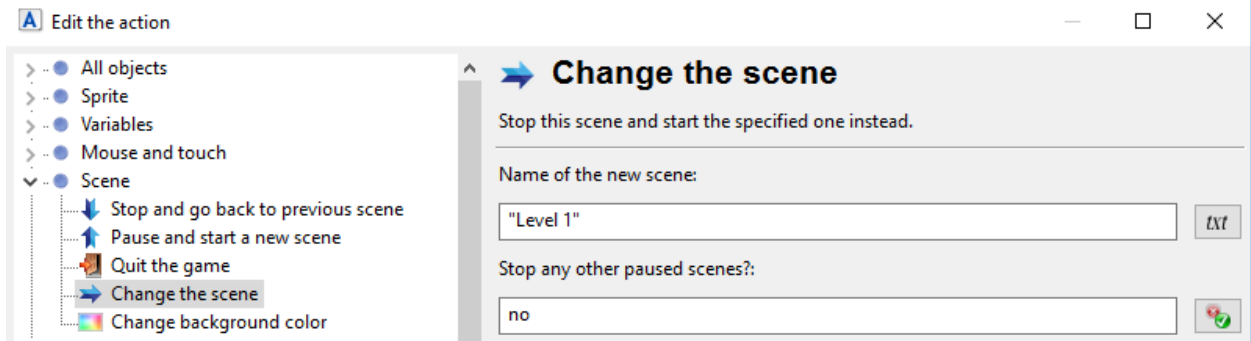 Edit the action
All objects
Sprite
Variables
Mouse and touch
Scene
Stop and go back to previous scene
Pause and start a new scene
Quit the game
Change the scene
Change background color
Change the scene
Stop this scene and start the specified one instead.
Name of the new scene:
"Level 1"
txt
Stop any other paused scenes?:
no